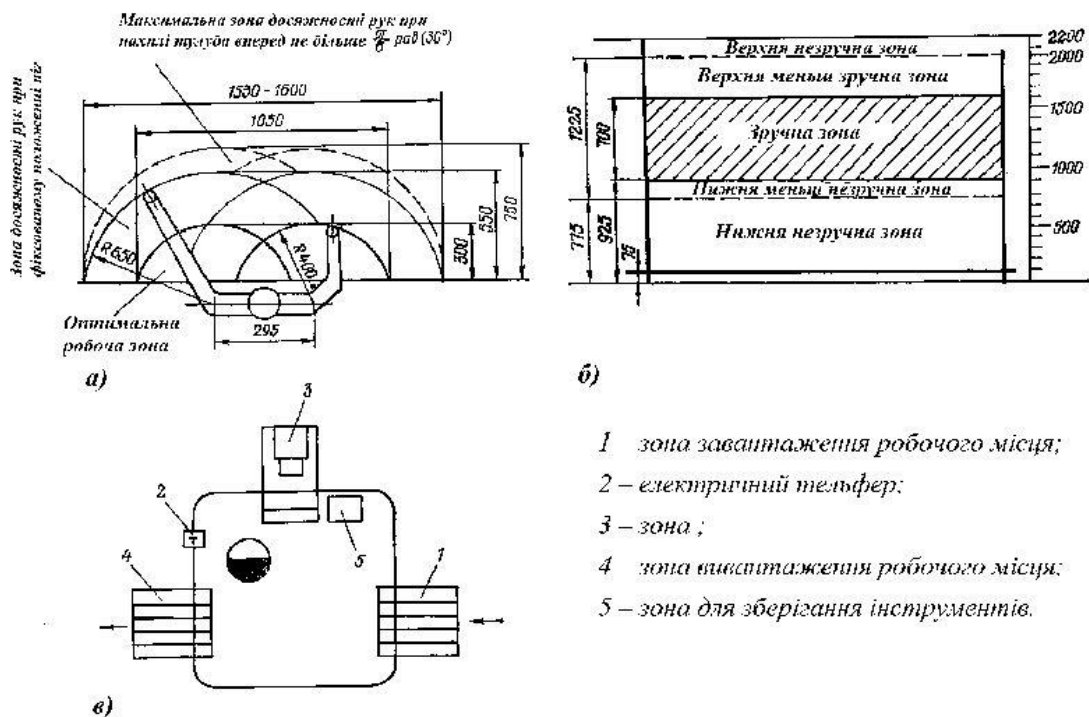 Максимальна зона досяжності рук при
нахилі тулуба вперед не більше π/6 рад (30°)
Зона досяжності рук при
фіксованому положенні ніг
1550 - 1600
1050
R650
R400
300
550
750
295
Оптимальна
робоча зона
а)
Верхня незручна зона
Верхня меньш зручна зона
Зручна зона
Нижня меньш незручна зона
Нижня незручна зона
1225
700
775
925
76
2200
2000
1500
1000
500
б)
3
2
4
5
1
в)
1 зона завантаження робочого місця;
2 – електричний тельфер;
3 – зона ;
4 зона вивантаження робочого місця;
5 – зона для зберігання інструментів.